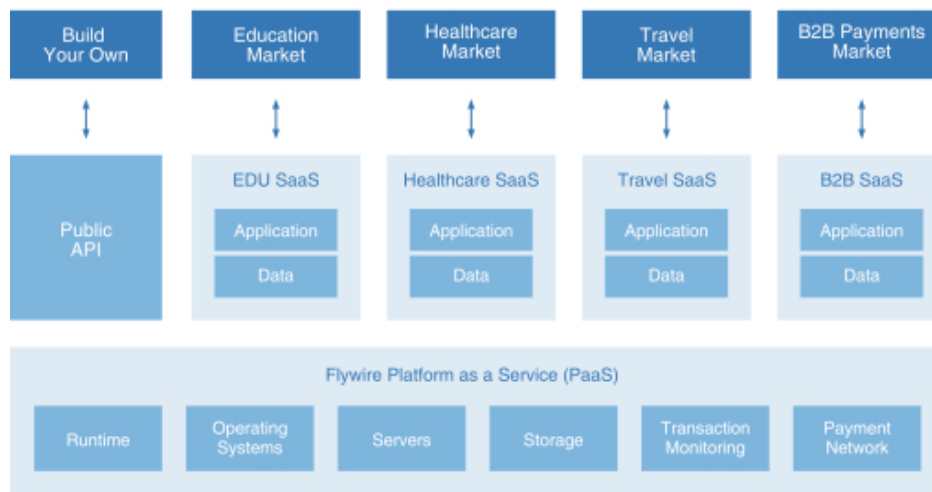 Build
Your Own
Education
Market
Healthcare
Market
Travel
Market
B2B Payments
Market
Public
API
EDU SaaS
Application
Data
Healthcare SaaS
Application
Data
Travel SaaS
Application
Data
B2B SaaS
Application
Data
Flywire Platform as a Service (PaaS)
Runtime
Operating
Systems
Servers
Storage
Transaction
Monitoring
Payment
Network